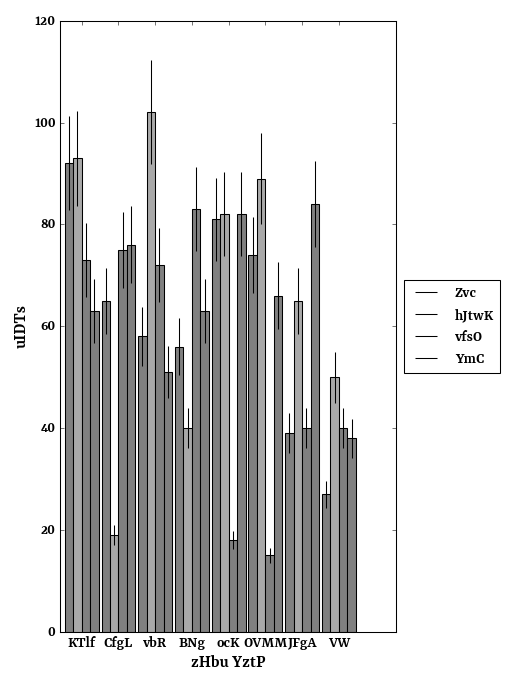 120
100
80
60
40
20
0
uIDTs
KTlf CfgL vbR BNg ocK OVMM JFgA VW
zHbu YztP
Zvc
hJtwK
vfsO
YmC